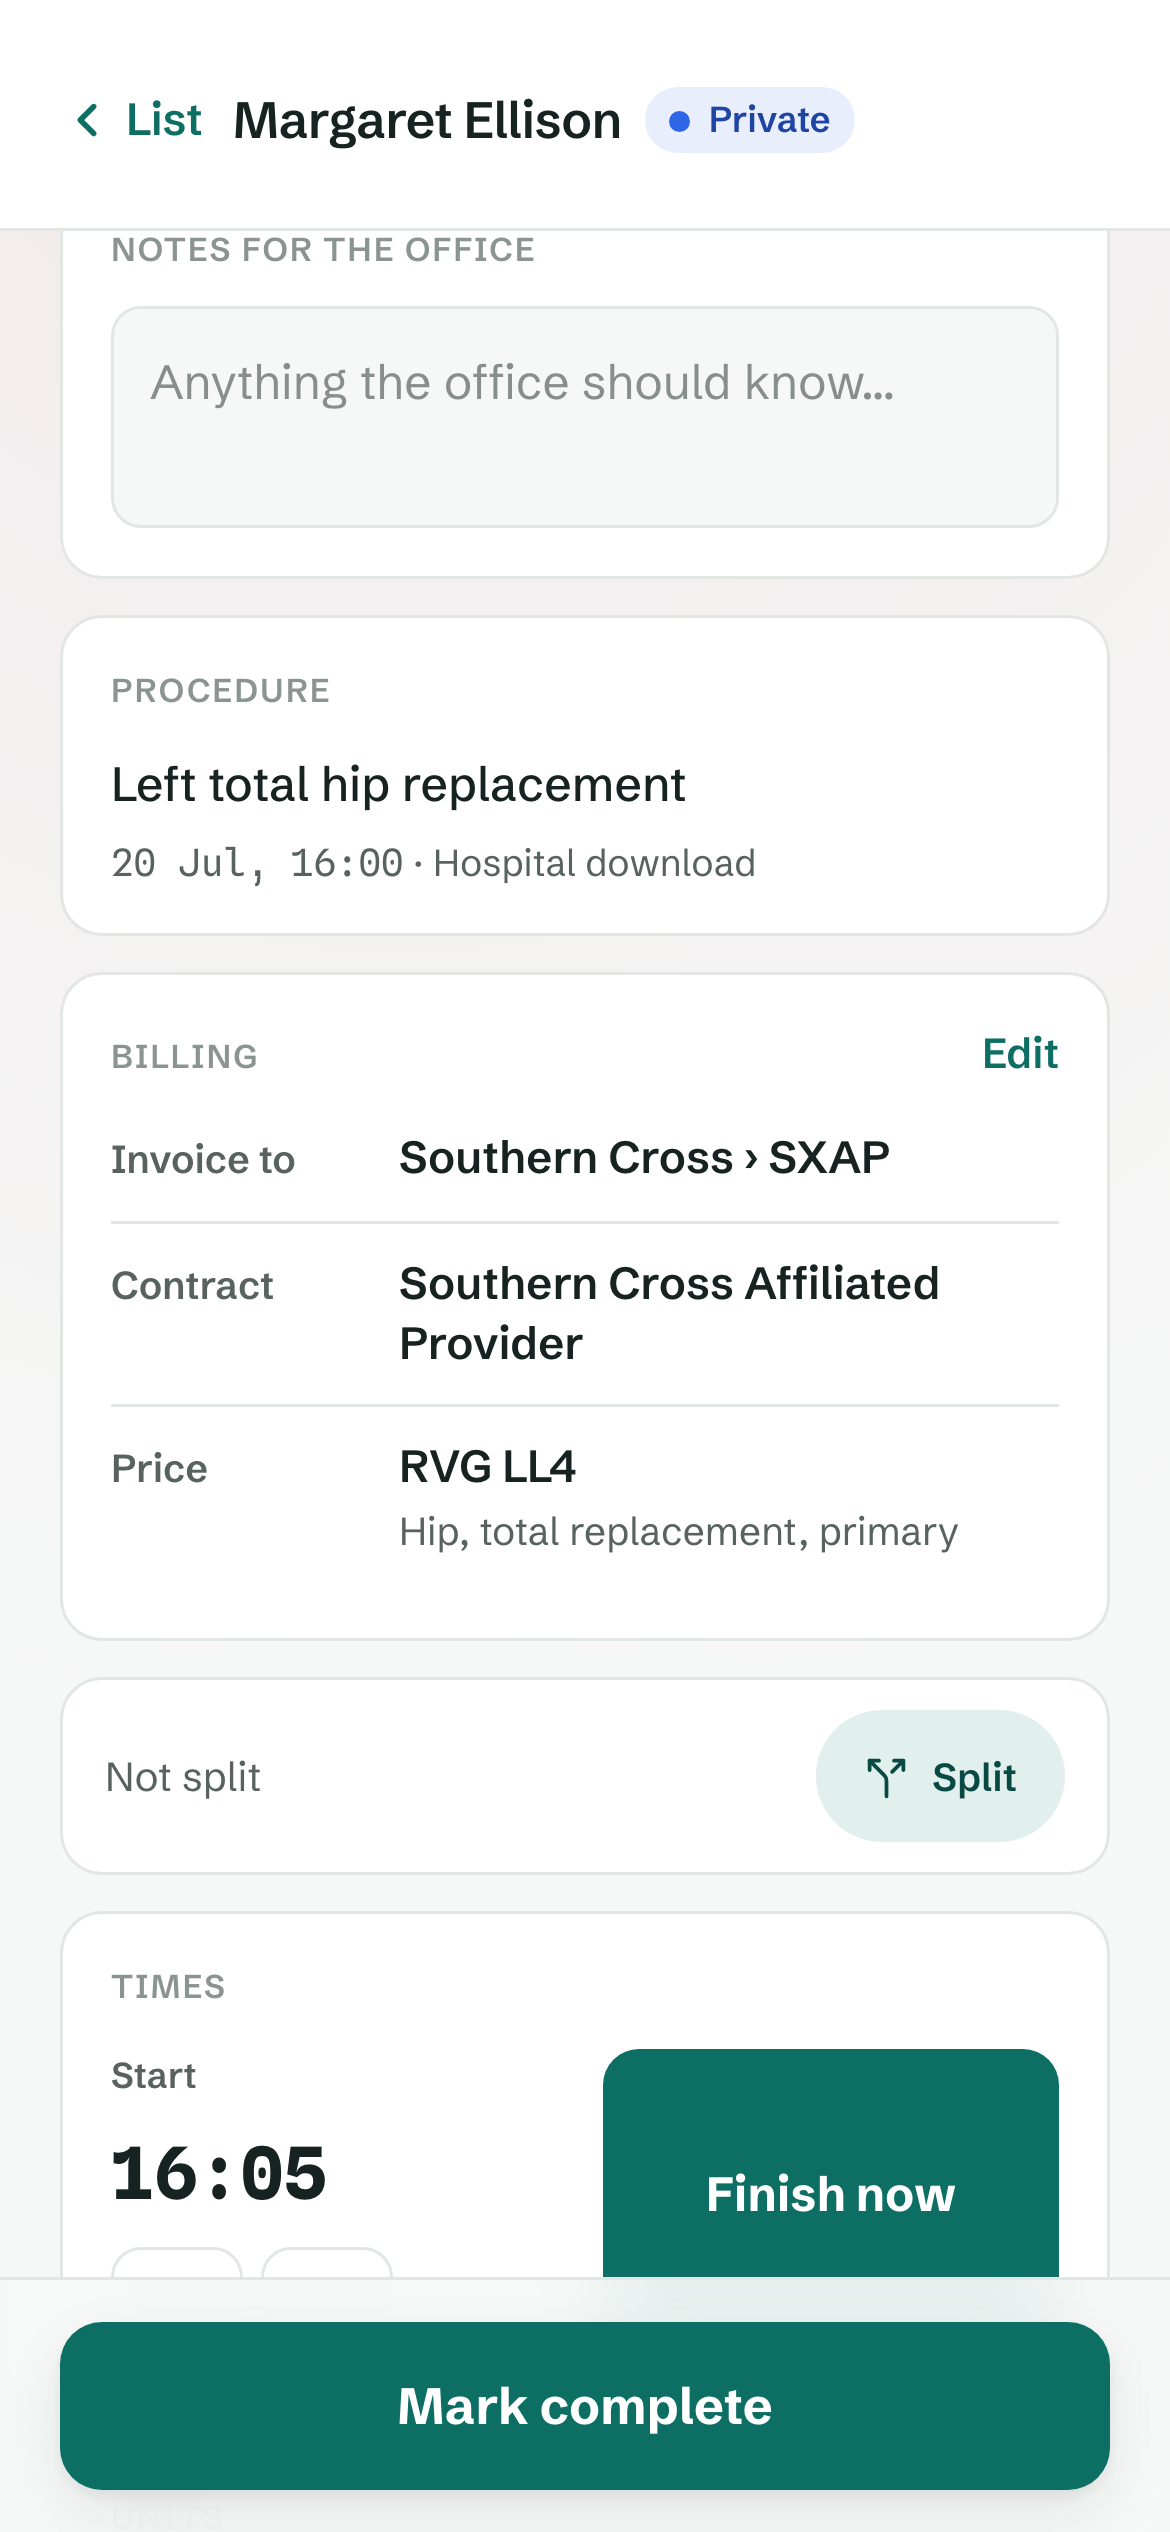 List Margaret Ellison Private
NOTES FOR THE OFFICE
Anything the office should know...
PROCEDURE
Left total hip replacement
20 Jul, 16:00 · Hospital download
BILLING Edit
Invoice to Southern Cross › SXAP
Contract Southern Cross Affiliated
Provider
Price RVG LL4
Hip, total replacement, primary
Not split Split
TIMES
Start
16:05
Finish now
Mark complete
UNITS